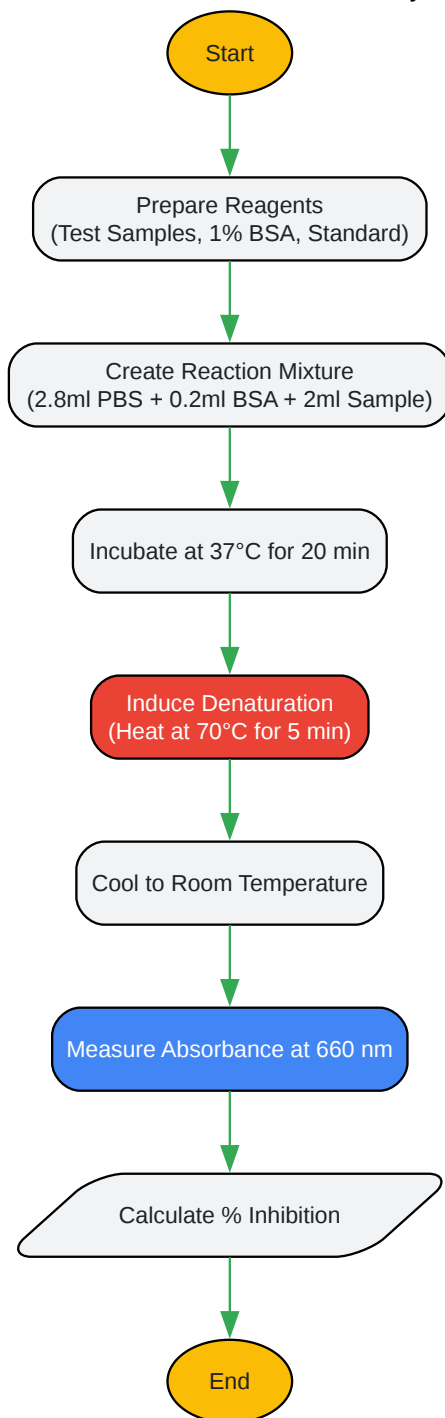 Start
Prepare Reagents
(Test Samples, 1% BSA, Standard)
Create Reaction Mixture
(2.8ml PBS + 0.2ml BSA + 2ml Sample)
Incubate at 37°C for 20 min
Induce Denaturation
(Heat at 70°C for 5 min)
Cool to Room Temperature
Measure Absorbance at 660 nm
Calculate % Inhibition
End